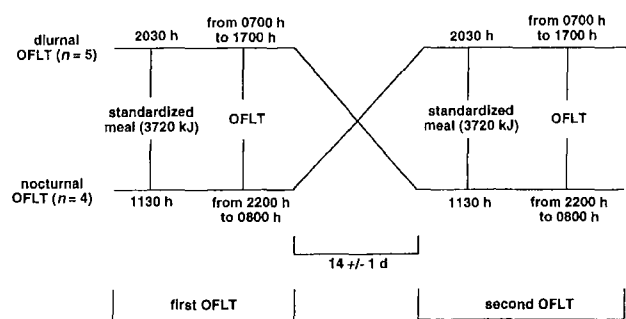 diurnal
OFLT (n = 5)
2030 h
from 0700 h
to 1700 h
2030 h
from 0700 h
to 1700 h
standardized
meal (3720 kJ)
OFLT
standardized
meal (3720 kJ)
OFLT
nocturnal
OFLT (n = 4)
1130 h
from 2200 h
to 0800 h
1130 h
from 2200 h
to 0800 h
14 +/- 1 d
first OFLT
second OFLT